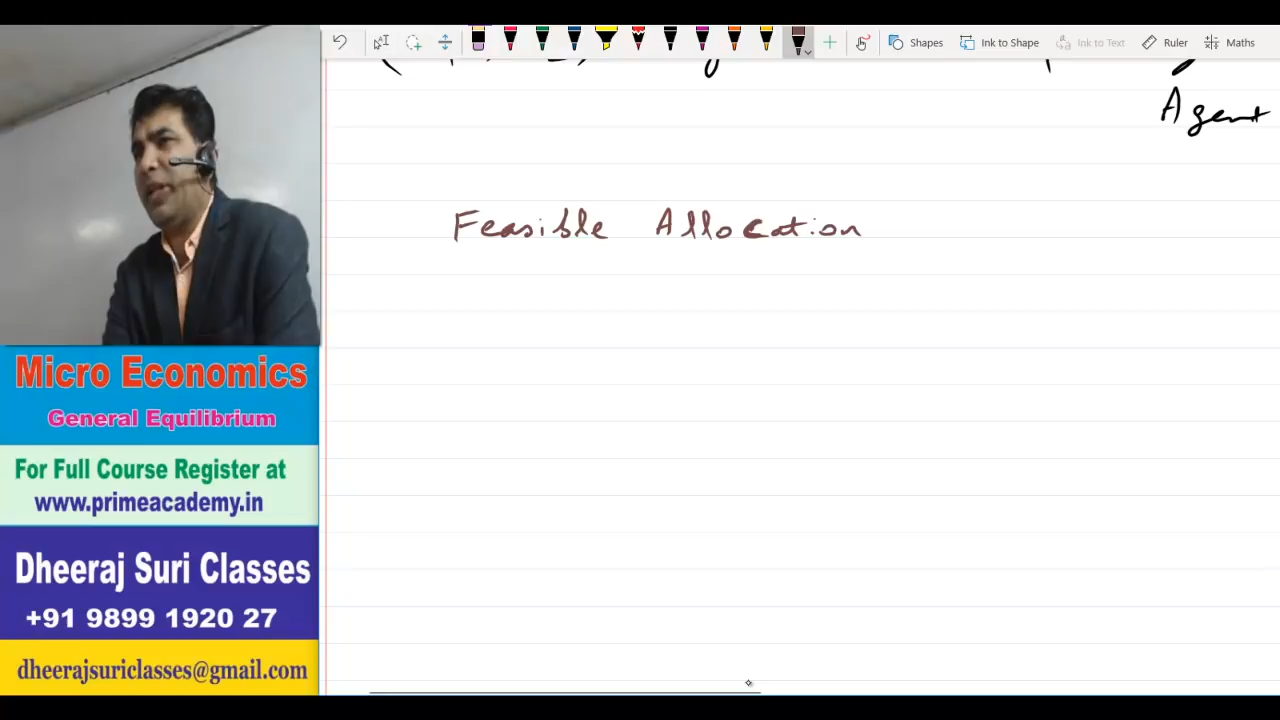 Shapes
Ink to Shape
Ink to Text
Ruler
Maths
Agent
Feasible Allocation
Micro Economics
General Equilibrium
For Full Course Register at
www.primeacademy.in
Dheeraj Suri Classes
+91 9899 1920 27
dheerajsuriclasses@gmail.com